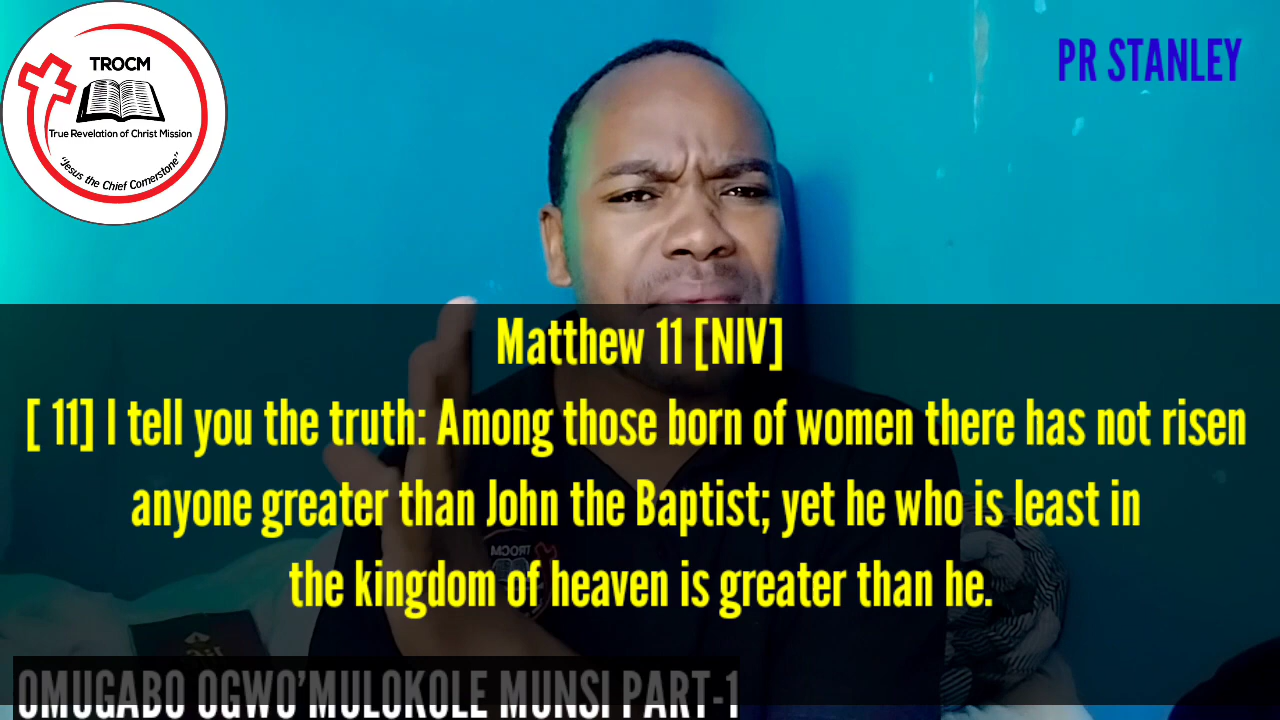 TROCM
True Revelation of Christ Mission
"Jesus the Chief Cornerstone"
PR STANLEY
Matthew 11 [NIV]
[ 11] I tell you the truth: Among those born of women there has not risen
anyone greater than John the Baptist; yet he who is least in
the kingdom of heaven is greater than he.
TROCM
OMUGABO OGWO'MULOKOLE MUNSI PART-1